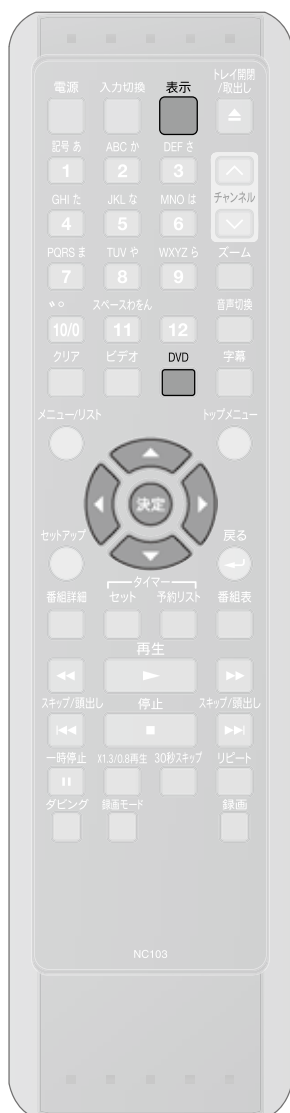 電源 入力切換 表示 トレイ開閉
/取出し
記号 あ ABC か DEF さ
1 2 3
GHI た JKL な MNO は チャンネル
4 5 6
PQRS ま TUV や WXYZ ら ズーム
7 8 9
゛゜ スペースわをん 音声切換
10/0 11 12
クリア ビデオ DVD 字幕
メニュー/リスト トップメニュー
決定
セットアップ 戻る
タイマー
番組詳細 セット 予約リスト 番組表
再生
スキップ/頭出し 停止 スキップ/頭出し
一時停止 X1.3/0.8再生 30秒スキップ リピート
ダビング 録画モード 録画
NC103